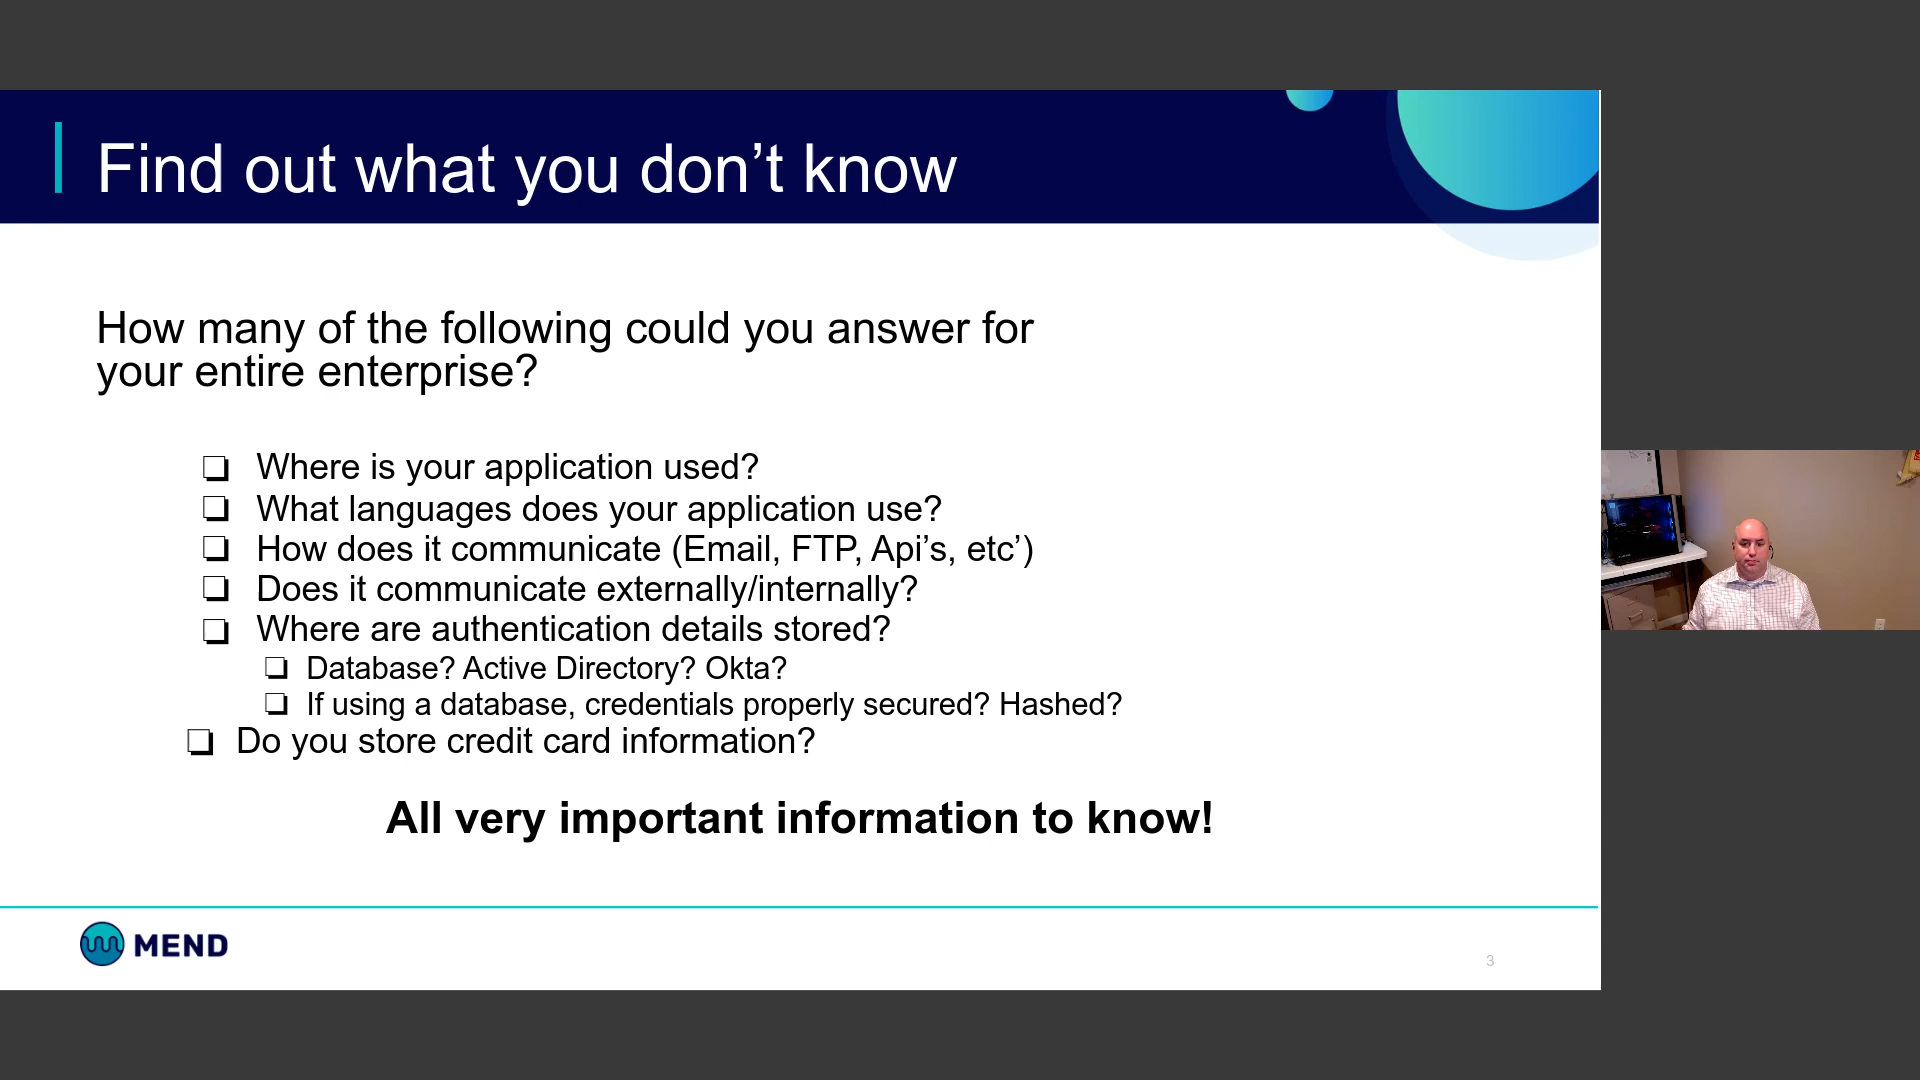 Find out what you don’t know
How many of the following could you answer for
your entire enterprise?
❏ Where is your application used?
❏ What languages does your application use?
❏ How does it communicate (Email, FTP, Api’s, etc’)
❏ Does it communicate externally/internally?
❏ Where are authentication details stored?
❏ Database? Active Directory? Okta?
❏ If using a database, credentials properly secured? Hashed?
❏ Do you store credit card information?
All very important information to know!
MEND
3